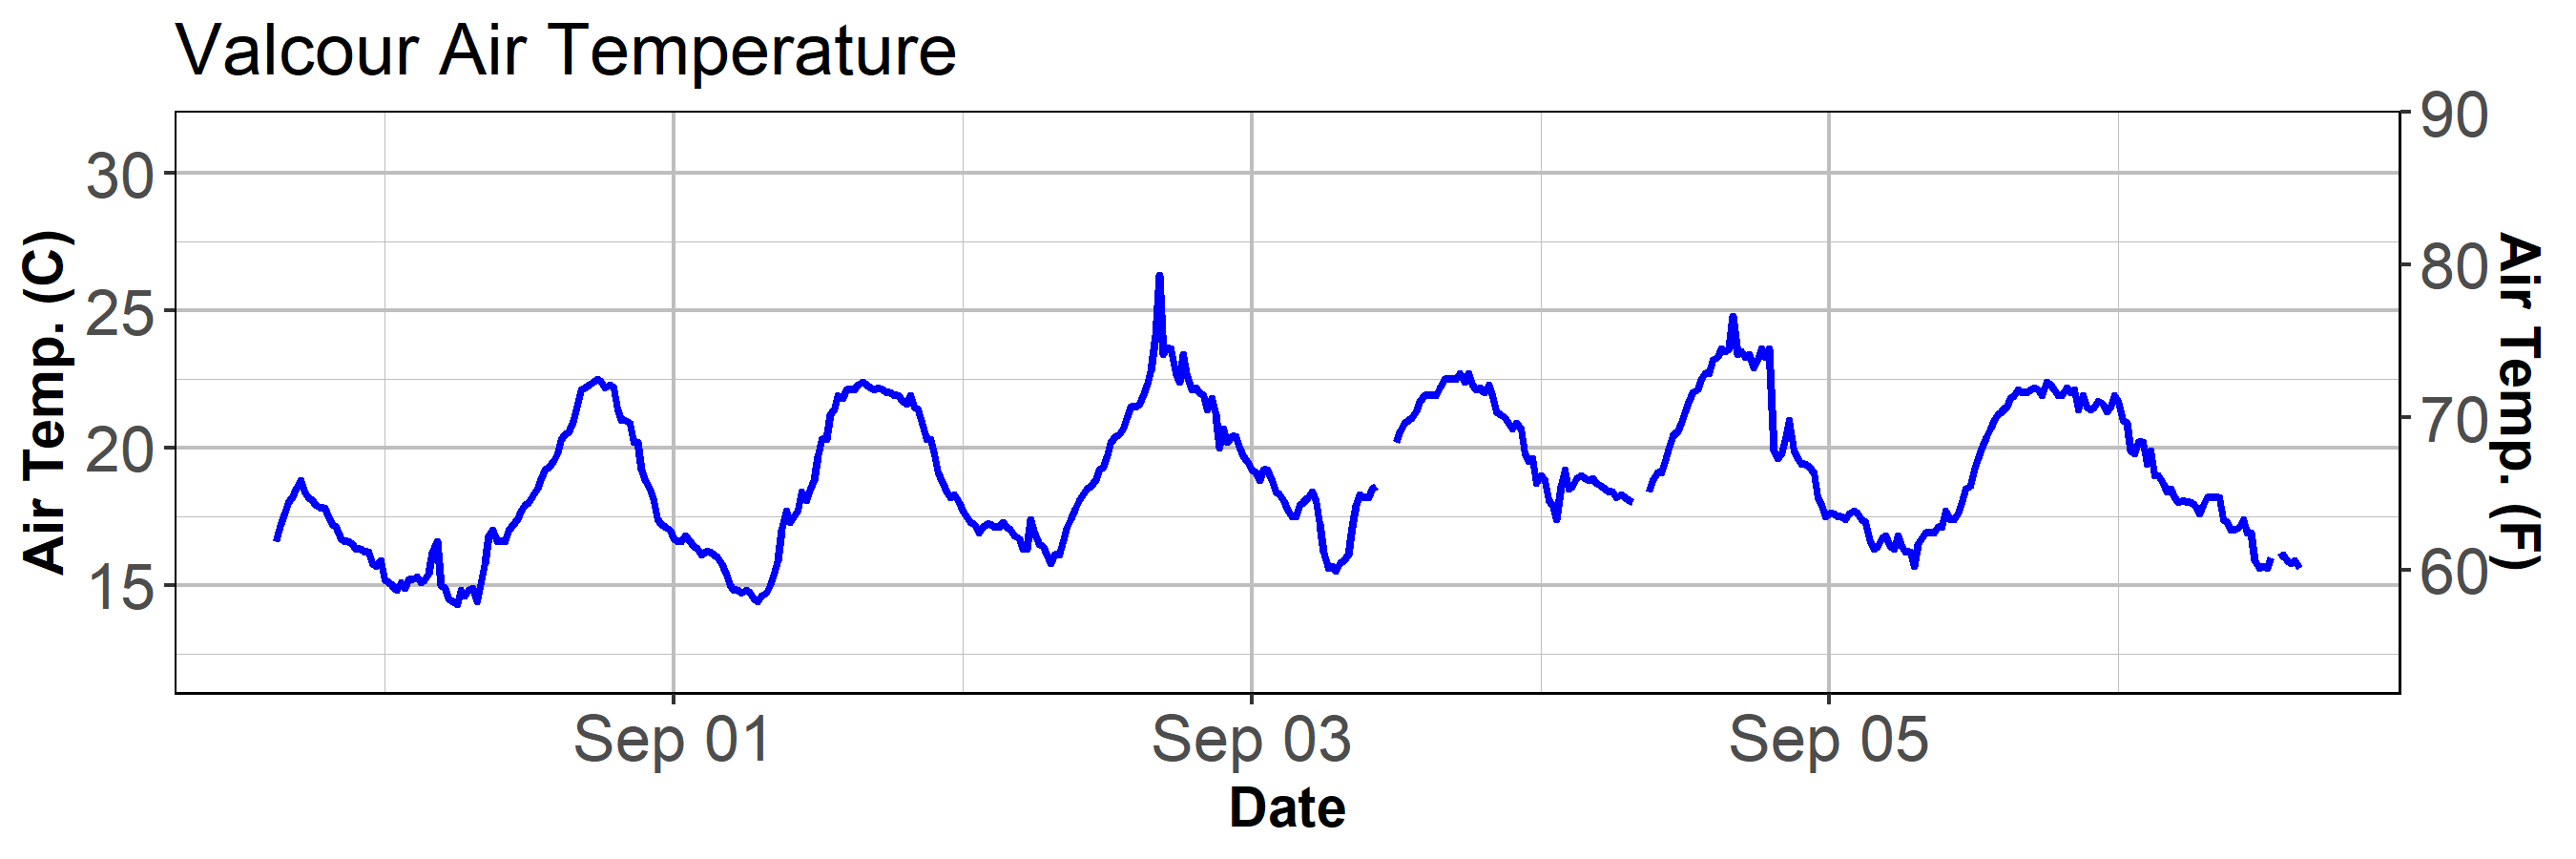 Valcour Air Temperature
Air Temp. (C)
30
25
20
15
90
80
70
60
Air Temp. (F)
Sep 01
Sep 03
Sep 05
Date